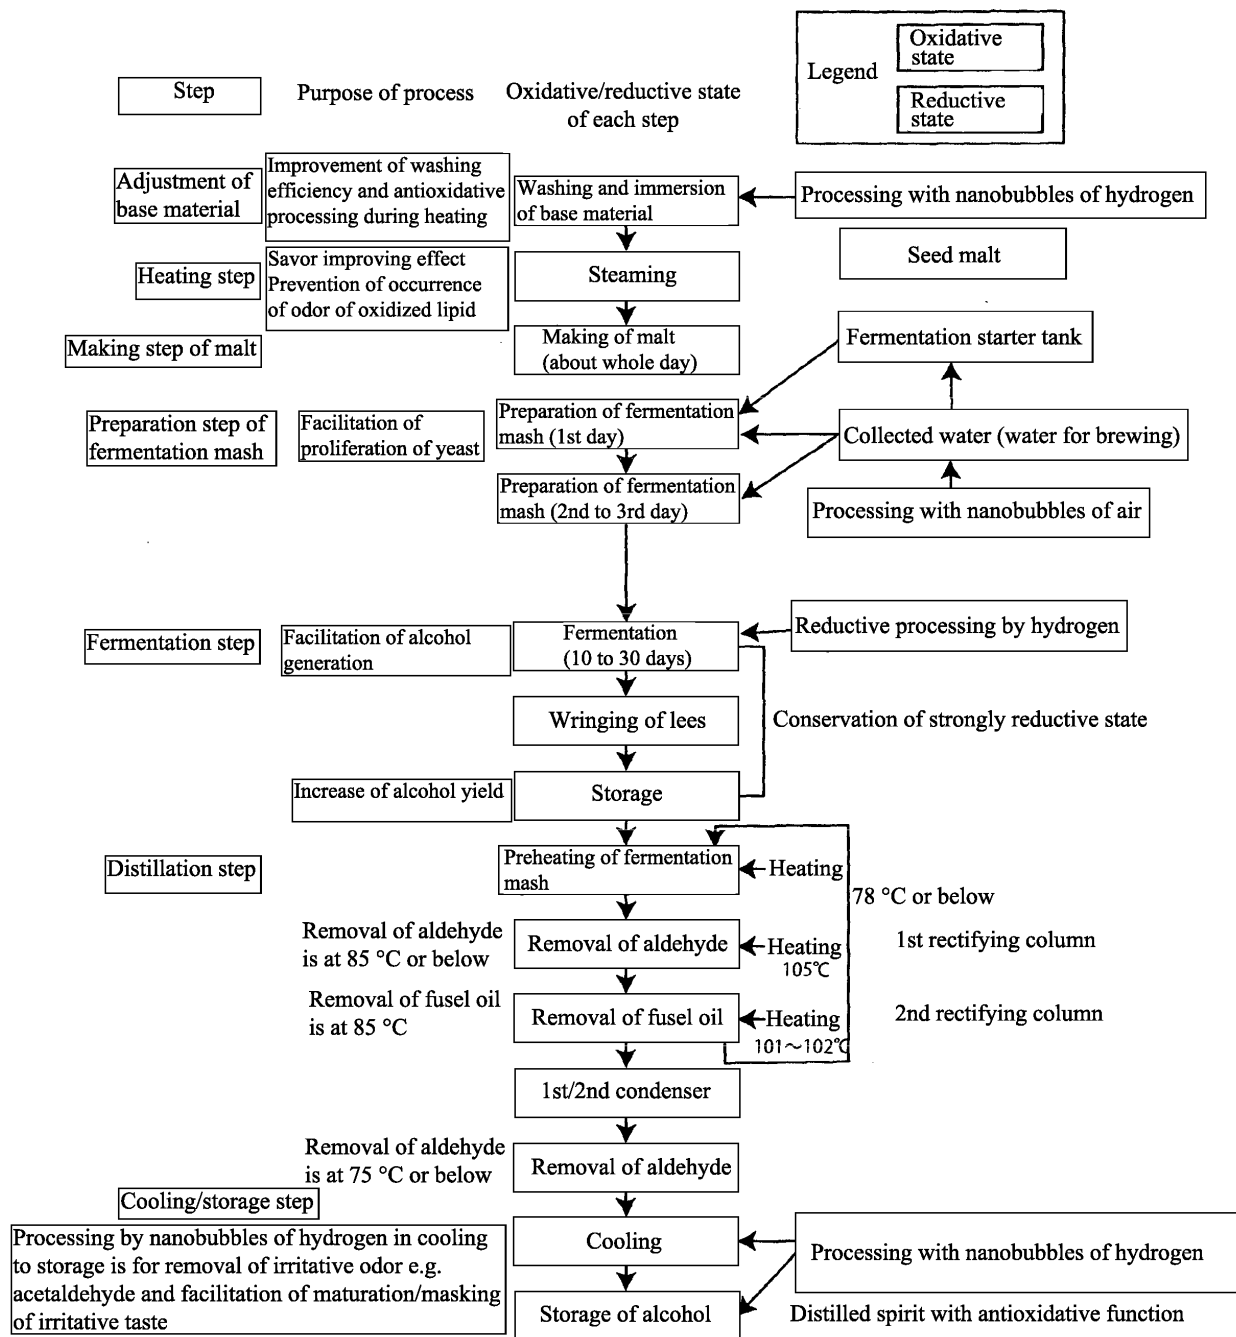 Oxidative
state
Legend
Reductive
state
Step
Purpose of process
Oxidative/reductive state
of each step
Adjustment of
base material
Improvement of washing
efficiency and antioxidative
processing during heating
Washing and immersion
of base material
Processing with nanobubbles of hydrogen
Heating step
Savor improving effect
Prevention of occurrence
of odor of oxidized lipid
Steaming
Seed malt
Making step of malt
Making of malt
(about whole day)
Fermentation starter tank
Preparation step of
fermentation mash
Facilitation of
proliferation of yeast
Preparation of fermentation
mash (1st day)
Collected water (water for brewing)
Preparation of fermentation
mash (2nd to 3rd day)
Processing with nanobubbles of air
Fermentation step
Facilitation of alcohol
generation
Fermentation
(10 to 30 days)
Reductive processing by hydrogen
Wringing of lees
Conservation of strongly reductive state
Increase of alcohol yield
Storage
Distillation step
Preheating of fermentation
mash
Heating
78 °C or below
Removal of aldehyde
is at 85 °C or below
Removal of aldehyde
Heating
105℃
1st rectifying column
Removal of fusel oil
is at 85 °C
Removal of fusel oil
Heating
101～102℃
2nd rectifying column
1st/2nd condenser
Removal of aldehyde
is at 75 °C or below
Removal of aldehyde
Cooling/storage step
Processing by nanobubbles of hydrogen in cooling
to storage is for removal of irritative odor e.g.
acetaldehyde and facilitation of maturation/masking
of irritative taste
Cooling
Processing with nanobubbles of hydrogen
Storage of alcohol
Distilled spirit with antioxidative function